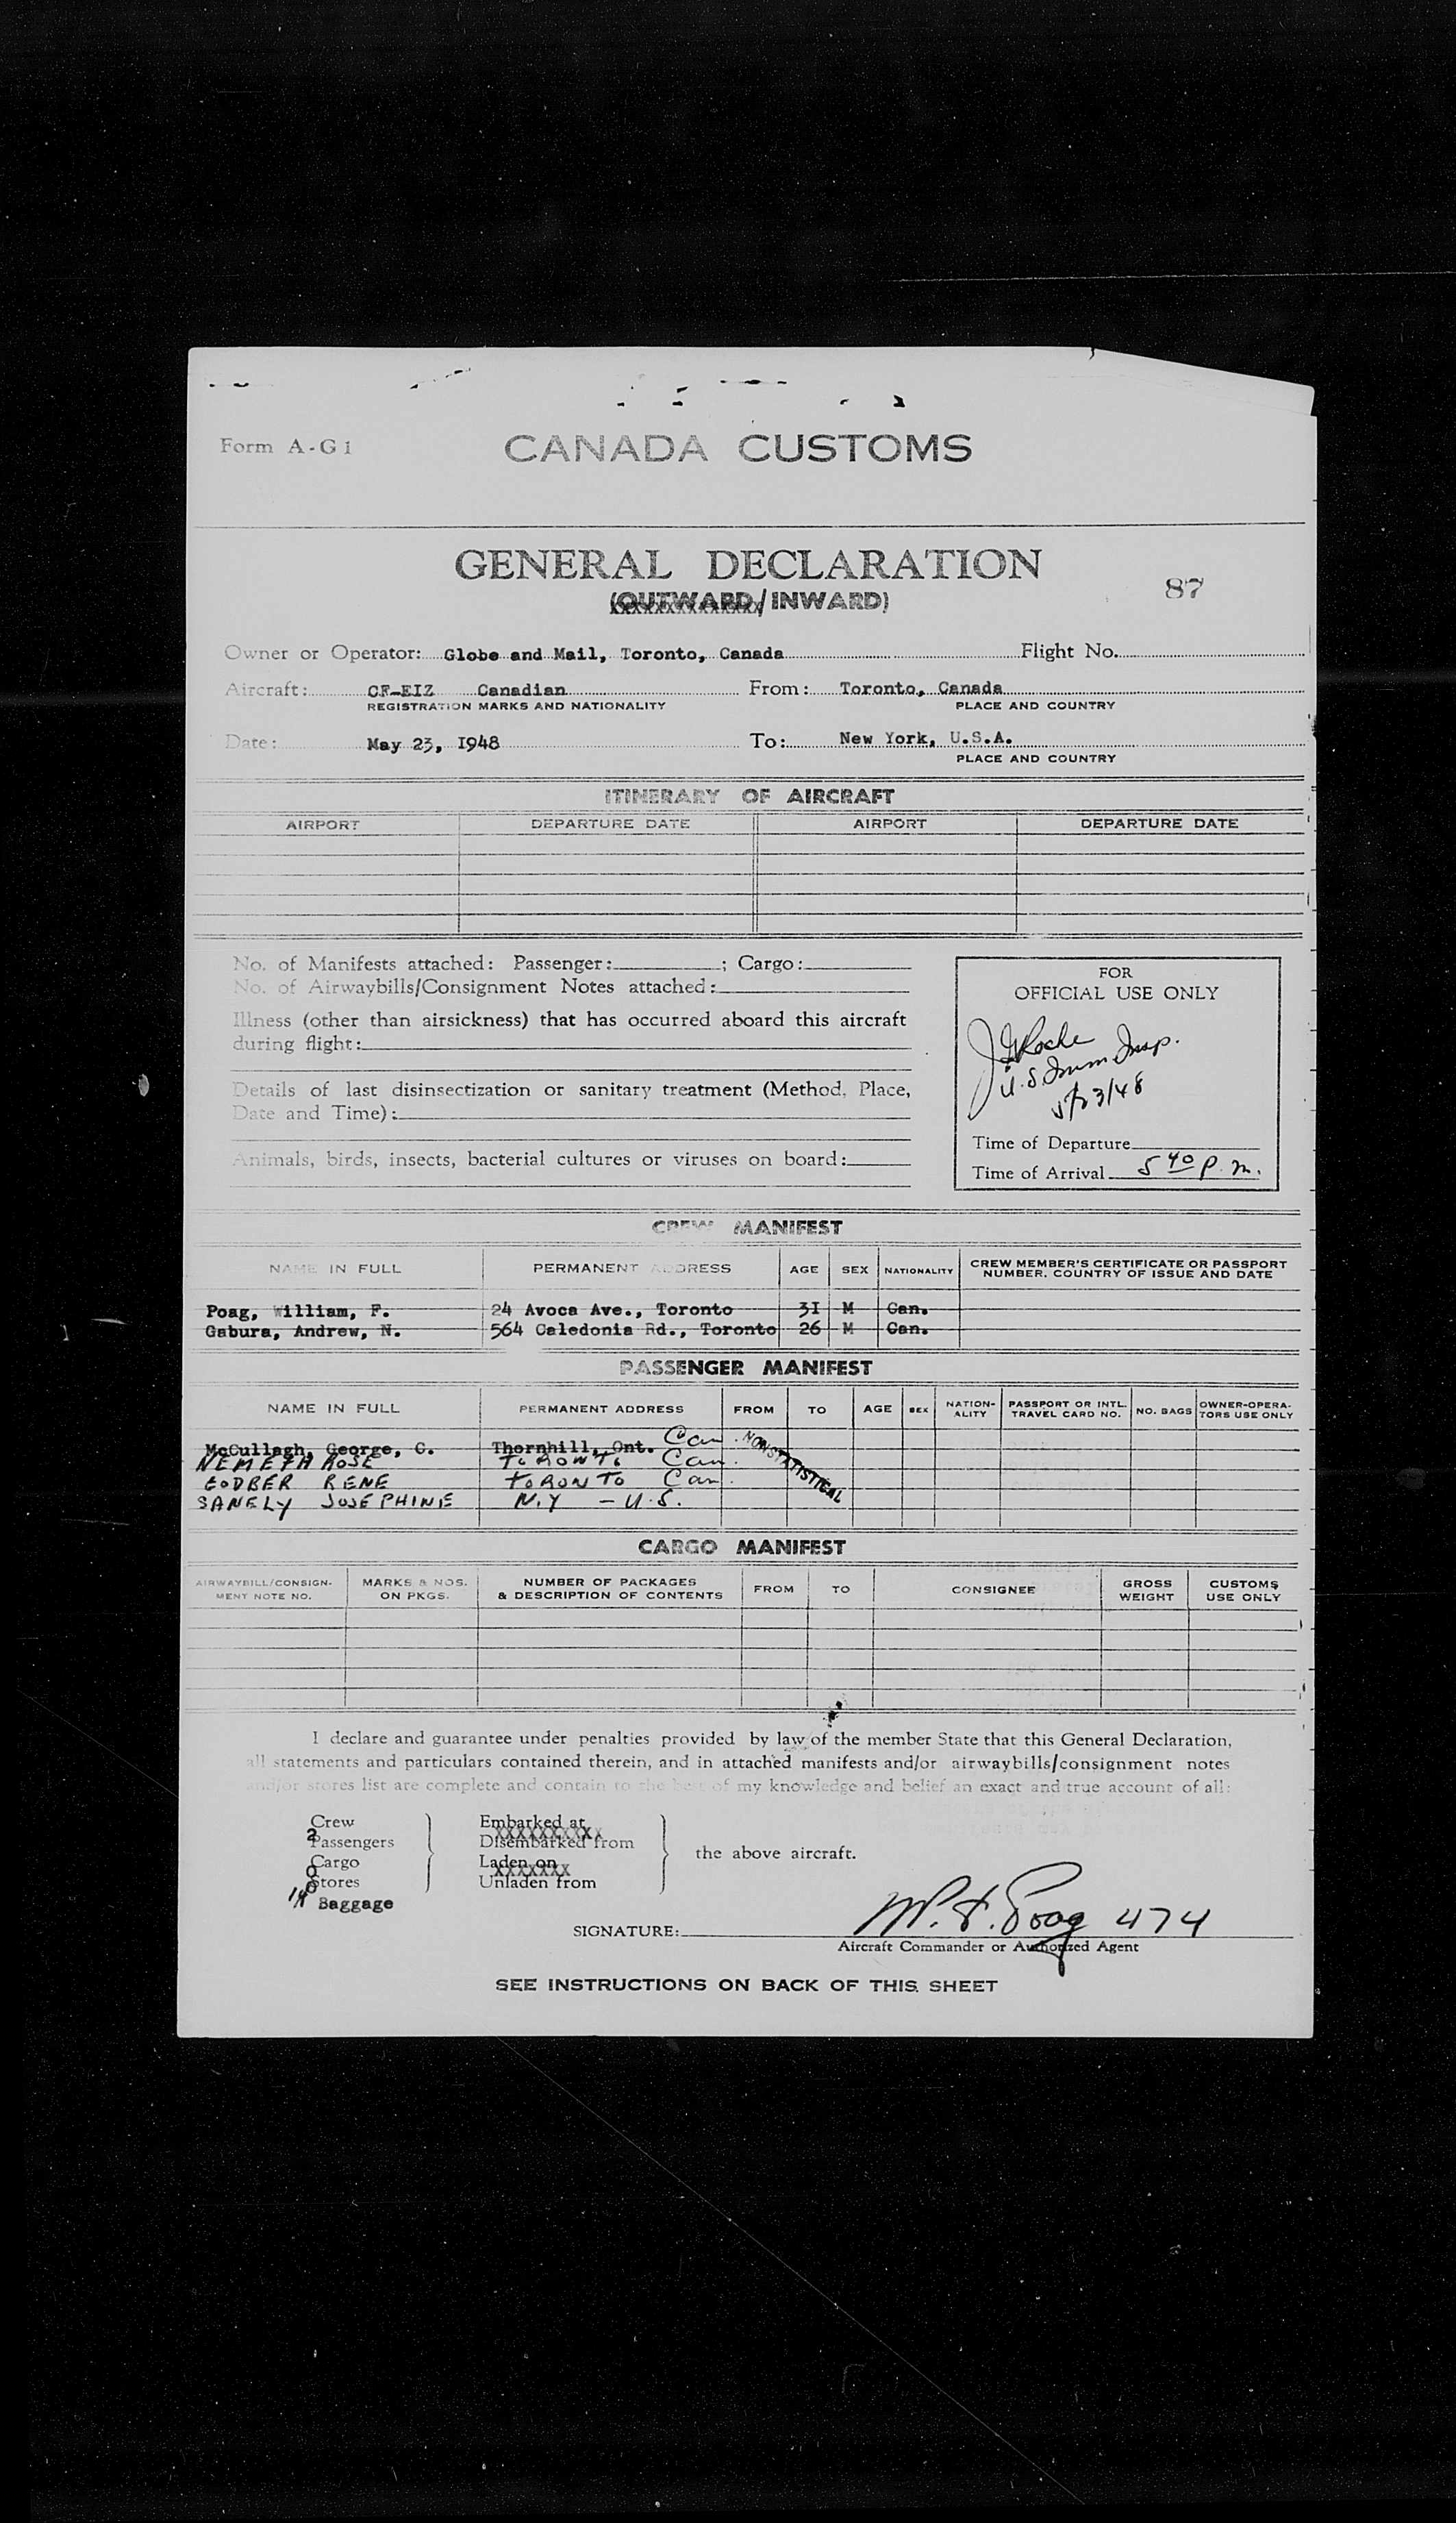 Form A-G 1
CANADA CUSTOMS
GENERAL DECLARATION
(OUTWARD/INWARD)
87
Owner or Operator: Globe and Mail, Toronto, Canada Flight No.
Aircraft: CF-EIZ Canadian From: Toronto, Canada
REGISTRATION MARKS AND NATIONALITY PLACE AND COUNTRY
Date: May 23, 1948 To: New York, U.S.A.
PLACE AND COUNTRY
ITINERARY OF AIRCRAFT
AIRPORT DEPARTURE DATE AIRPORT DEPARTURE DATE
No. of Manifests attached: Passenger: ; Cargo:
No. of Airwaybills/Consignment Notes attached:
Illness (other than airsickness) that has occurred aboard this aircraft
during flight:
Details of last disinsectization or sanitary treatment (Method, Place,
Date and Time):
Animals, birds, insects, bacterial cultures or viruses on board:
FOR
OFFICIAL USE ONLY
Roche
U.S Imm Insp.
5/23/48
Time of Departure
Time of Arrival 5 40 P.m.
CREW MANIFEST
NAME IN FULL PERMANENT ADDRESS AGE SEX NATIONALITY CREW MEMBER'S CERTIFICATE OR PASSPORT
NUMBER, COUNTRY OF ISSUE AND DATE
Poag, William, F. 24 Avoca Ave., Toronto 31 M Can.
Gabura, Andrew, N. 564 Caledonia Rd., Toronto 26 M Can.
PASSENGER MANIFEST
NAME IN FULL PERMANENT ADDRESS FROM TO AGE SEX NATION-ALITY PASSPORT OR INTL. TRAVEL CARD NO. NO. BAGS OWNER-OPERA-TORS USE ONLY
McCullagh, George, C. Thornhill, Ont. Can.
NEMETH ROSE TORONTO Can.
GODBER RENE TORONTO Can.
SANELY JOSEPHINE N.Y - U.S.
NONSTATISTICAL
CARGO MANIFEST
AIRWAYBILL/CONSIGN-MENT NOTE NO. MARKS & NOS. ON PKGS. NUMBER OF PACKAGES & DESCRIPTION OF CONTENTS FROM TO CONSIGNEE GROSS WEIGHT CUSTOMS USE ONLY
I declare and guarantee under penalties provided by law of the member State that this General Declaration,
all statements and particulars contained therein, and in attached manifests and/or airwaybills/consignment notes
and/or stores list are complete and contain to the best of my knowledge and belief an exact and true account of all:
Crew Embarked at
2 Passengers Disembarked from
0 Cargo Laden on
0 Stores Unladen from
Baggage
the above aircraft.
SIGNATURE: W. F. Poag 474
Aircraft Commander or Authorized Agent
SEE INSTRUCTIONS ON BACK OF THIS SHEET